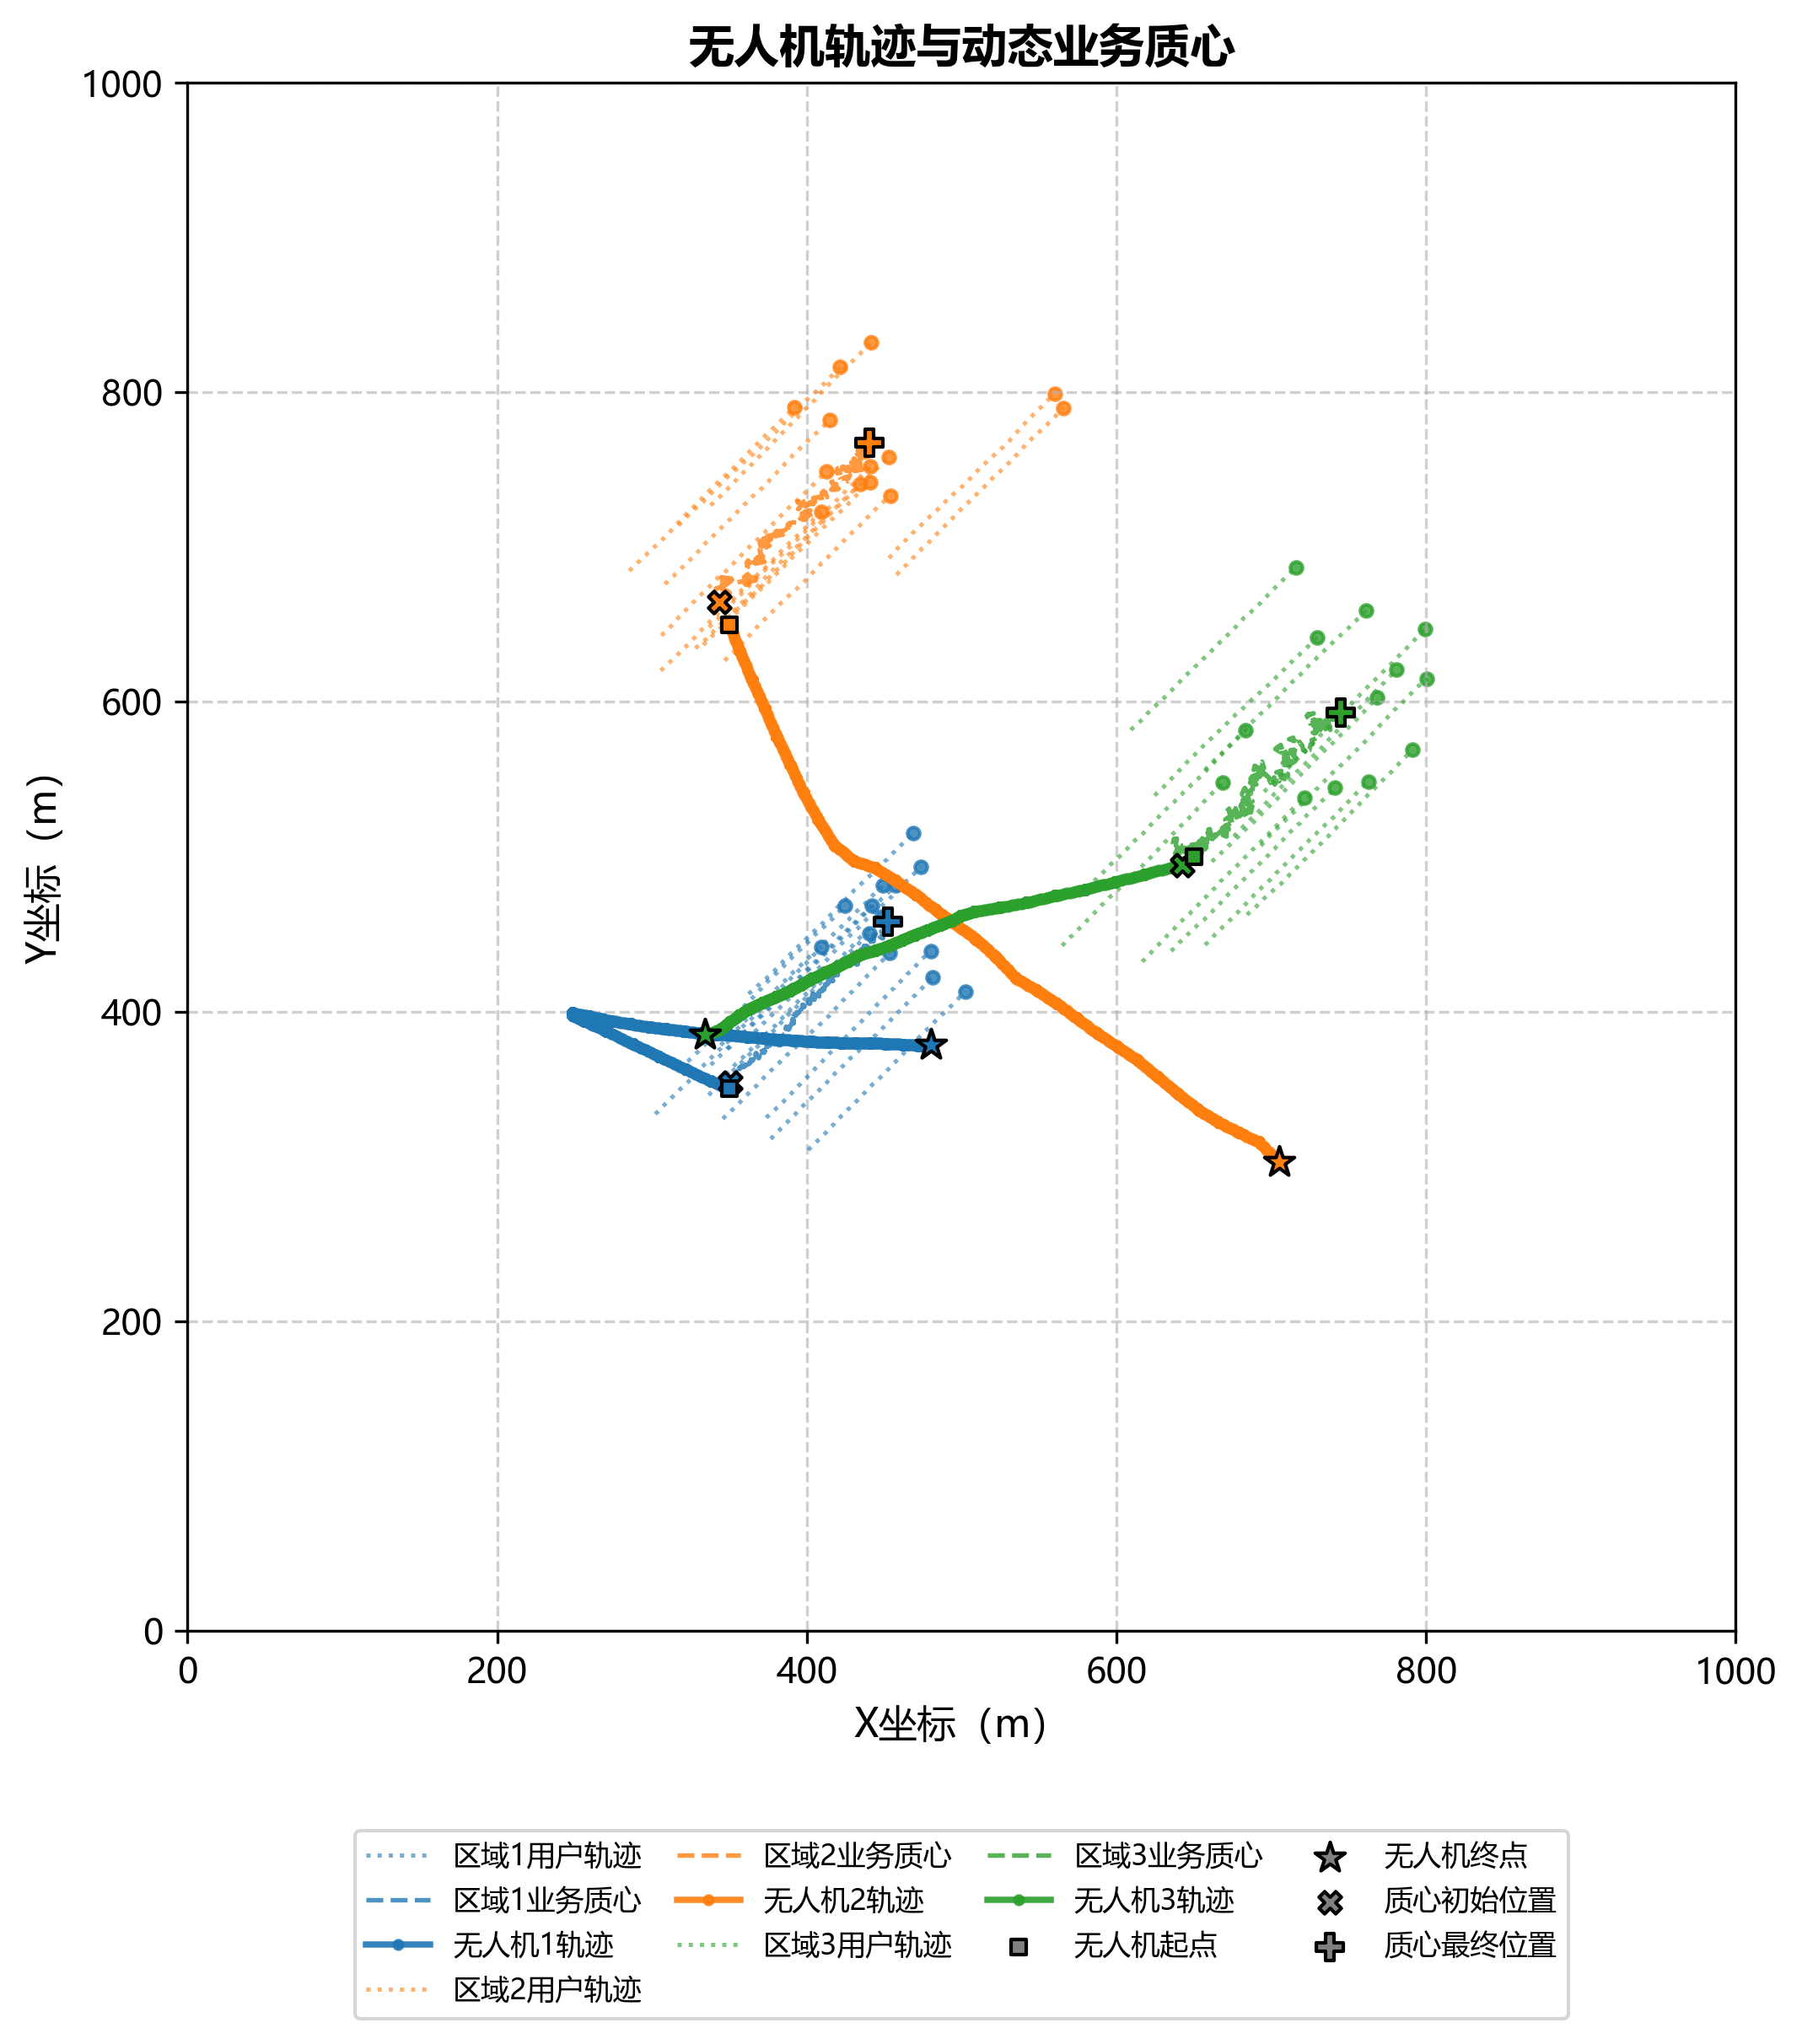 无人机轨迹与动态业务质心
1000
800
600
400
200
0
Y坐标（m）
0 200 400 600 800 1000
X坐标（m）
区域1用户轨迹 区域2业务质心 区域3业务质心 无人机终点
区域1业务质心 无人机2轨迹 无人机3轨迹 质心初始位置
无人机1轨迹 区域3用户轨迹 无人机起点 质心最终位置
区域2用户轨迹